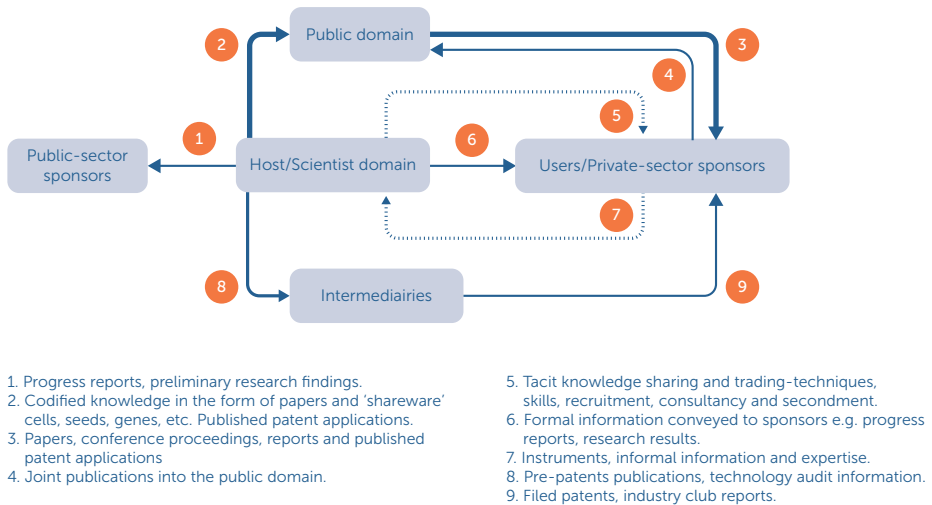 Public domain
2
3
4
5
1
6
Public-sector
sponsors
Host/Scientist domain
Users/Private-sector sponsors
7
8
Intermediairies
9
1. Progress reports, preliminary research findings.
2. Codified knowledge in the form of papers and ‘shareware’
cells, seeds, genes, etc. Published patent applications.
3. Papers, conference proceedings, reports and published
patent applications
4. Joint publications into the public domain.
5. Tacit knowledge sharing and trading-techniques,
skills, recruitment, consultancy and secondment.
6. Formal information conveyed to sponsors e.g. progress
reports, research results.
7. Instruments, informal information and expertise.
8. Pre-patents publications, technology audit information.
9. Filed patents, industry club reports.